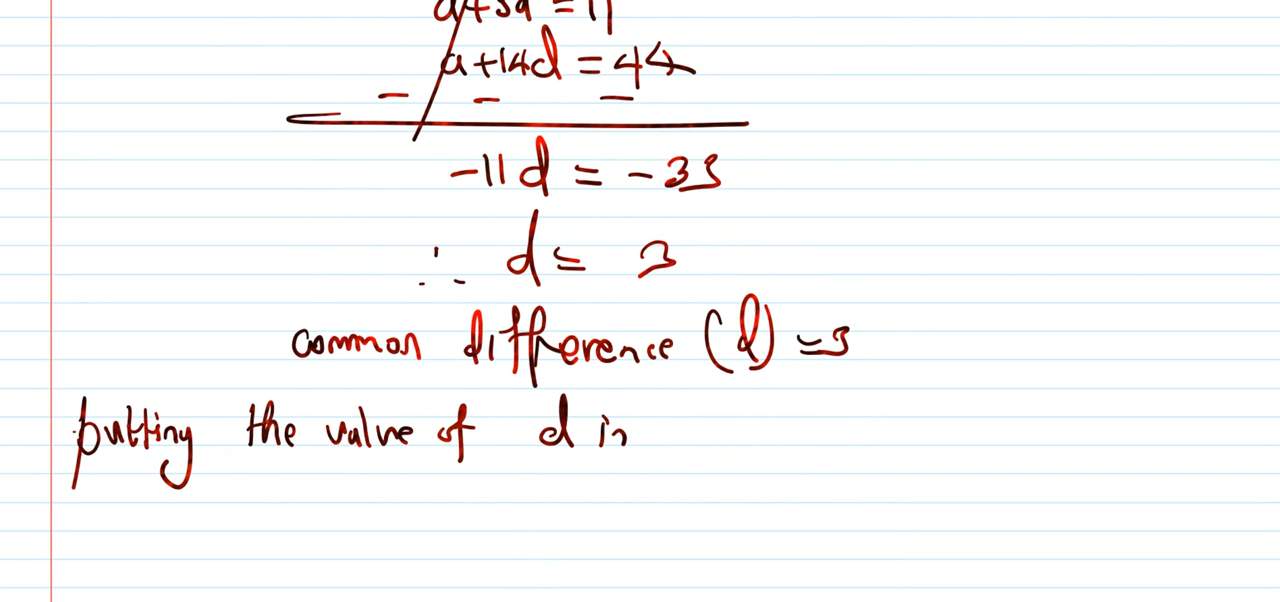 a+3d = 11
a+14d = 44
- - -
-11d = -33
∴ d = 3
common difference (d) = 3
putting the value of d in